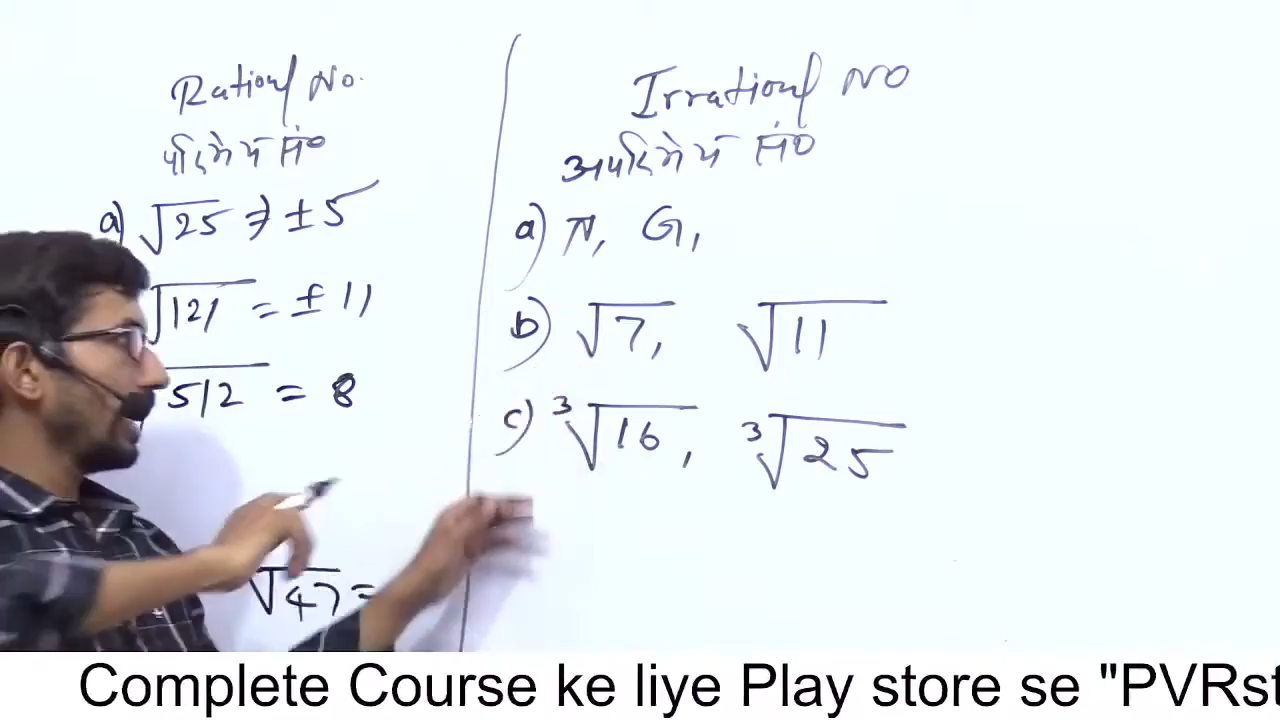 Rational No.
परिमेय सं०
a) √25 ⇒ ±5
√121 = ±11
√512 = 8
√47 =
Irrational NO
अपरिमेय सं०
a) π, G,
b) √7, √11
c) ³√16, ³√25
Complete Course ke liye Play store se "PVRst